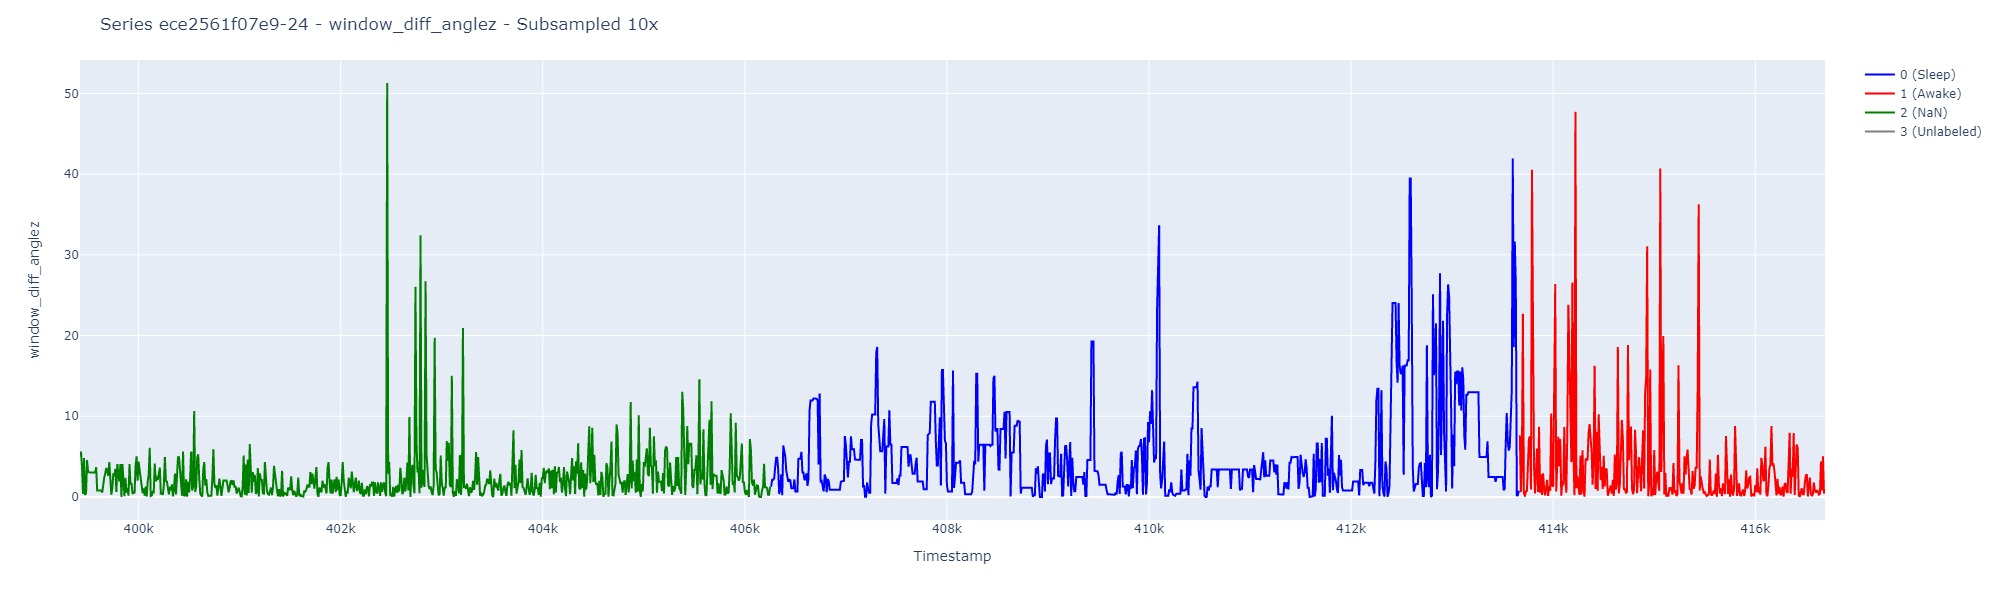 Series ece2561f07e9-24 - window_diff_anglez - Subsampled 10x
0 (Sleep)
1 (Awake)
2 (NaN)
3 (Unlabeled)
window_diff_anglez
50
40
30
20
10
0
400k 402k 404k 406k 408k 410k 412k 414k 416k
Timestamp